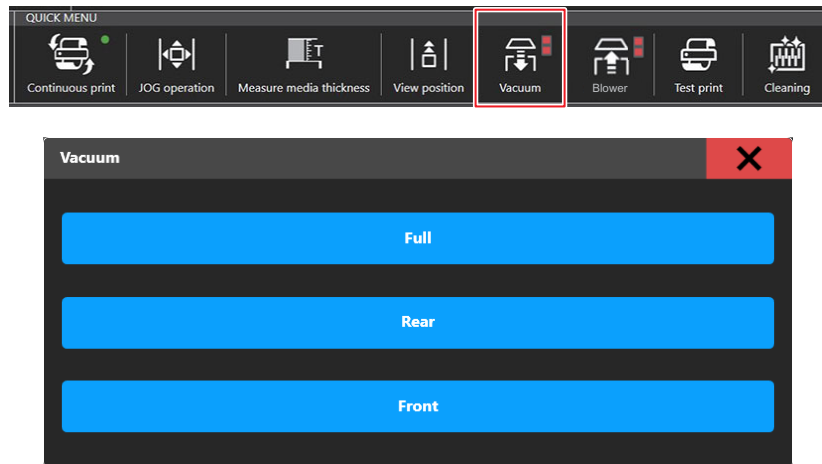 QUICK MENU
Continuous print JOG operation Measure media thickness View position Vacuum Blower Test print Cleaning
T
Vacuum
Full
Rear
Front